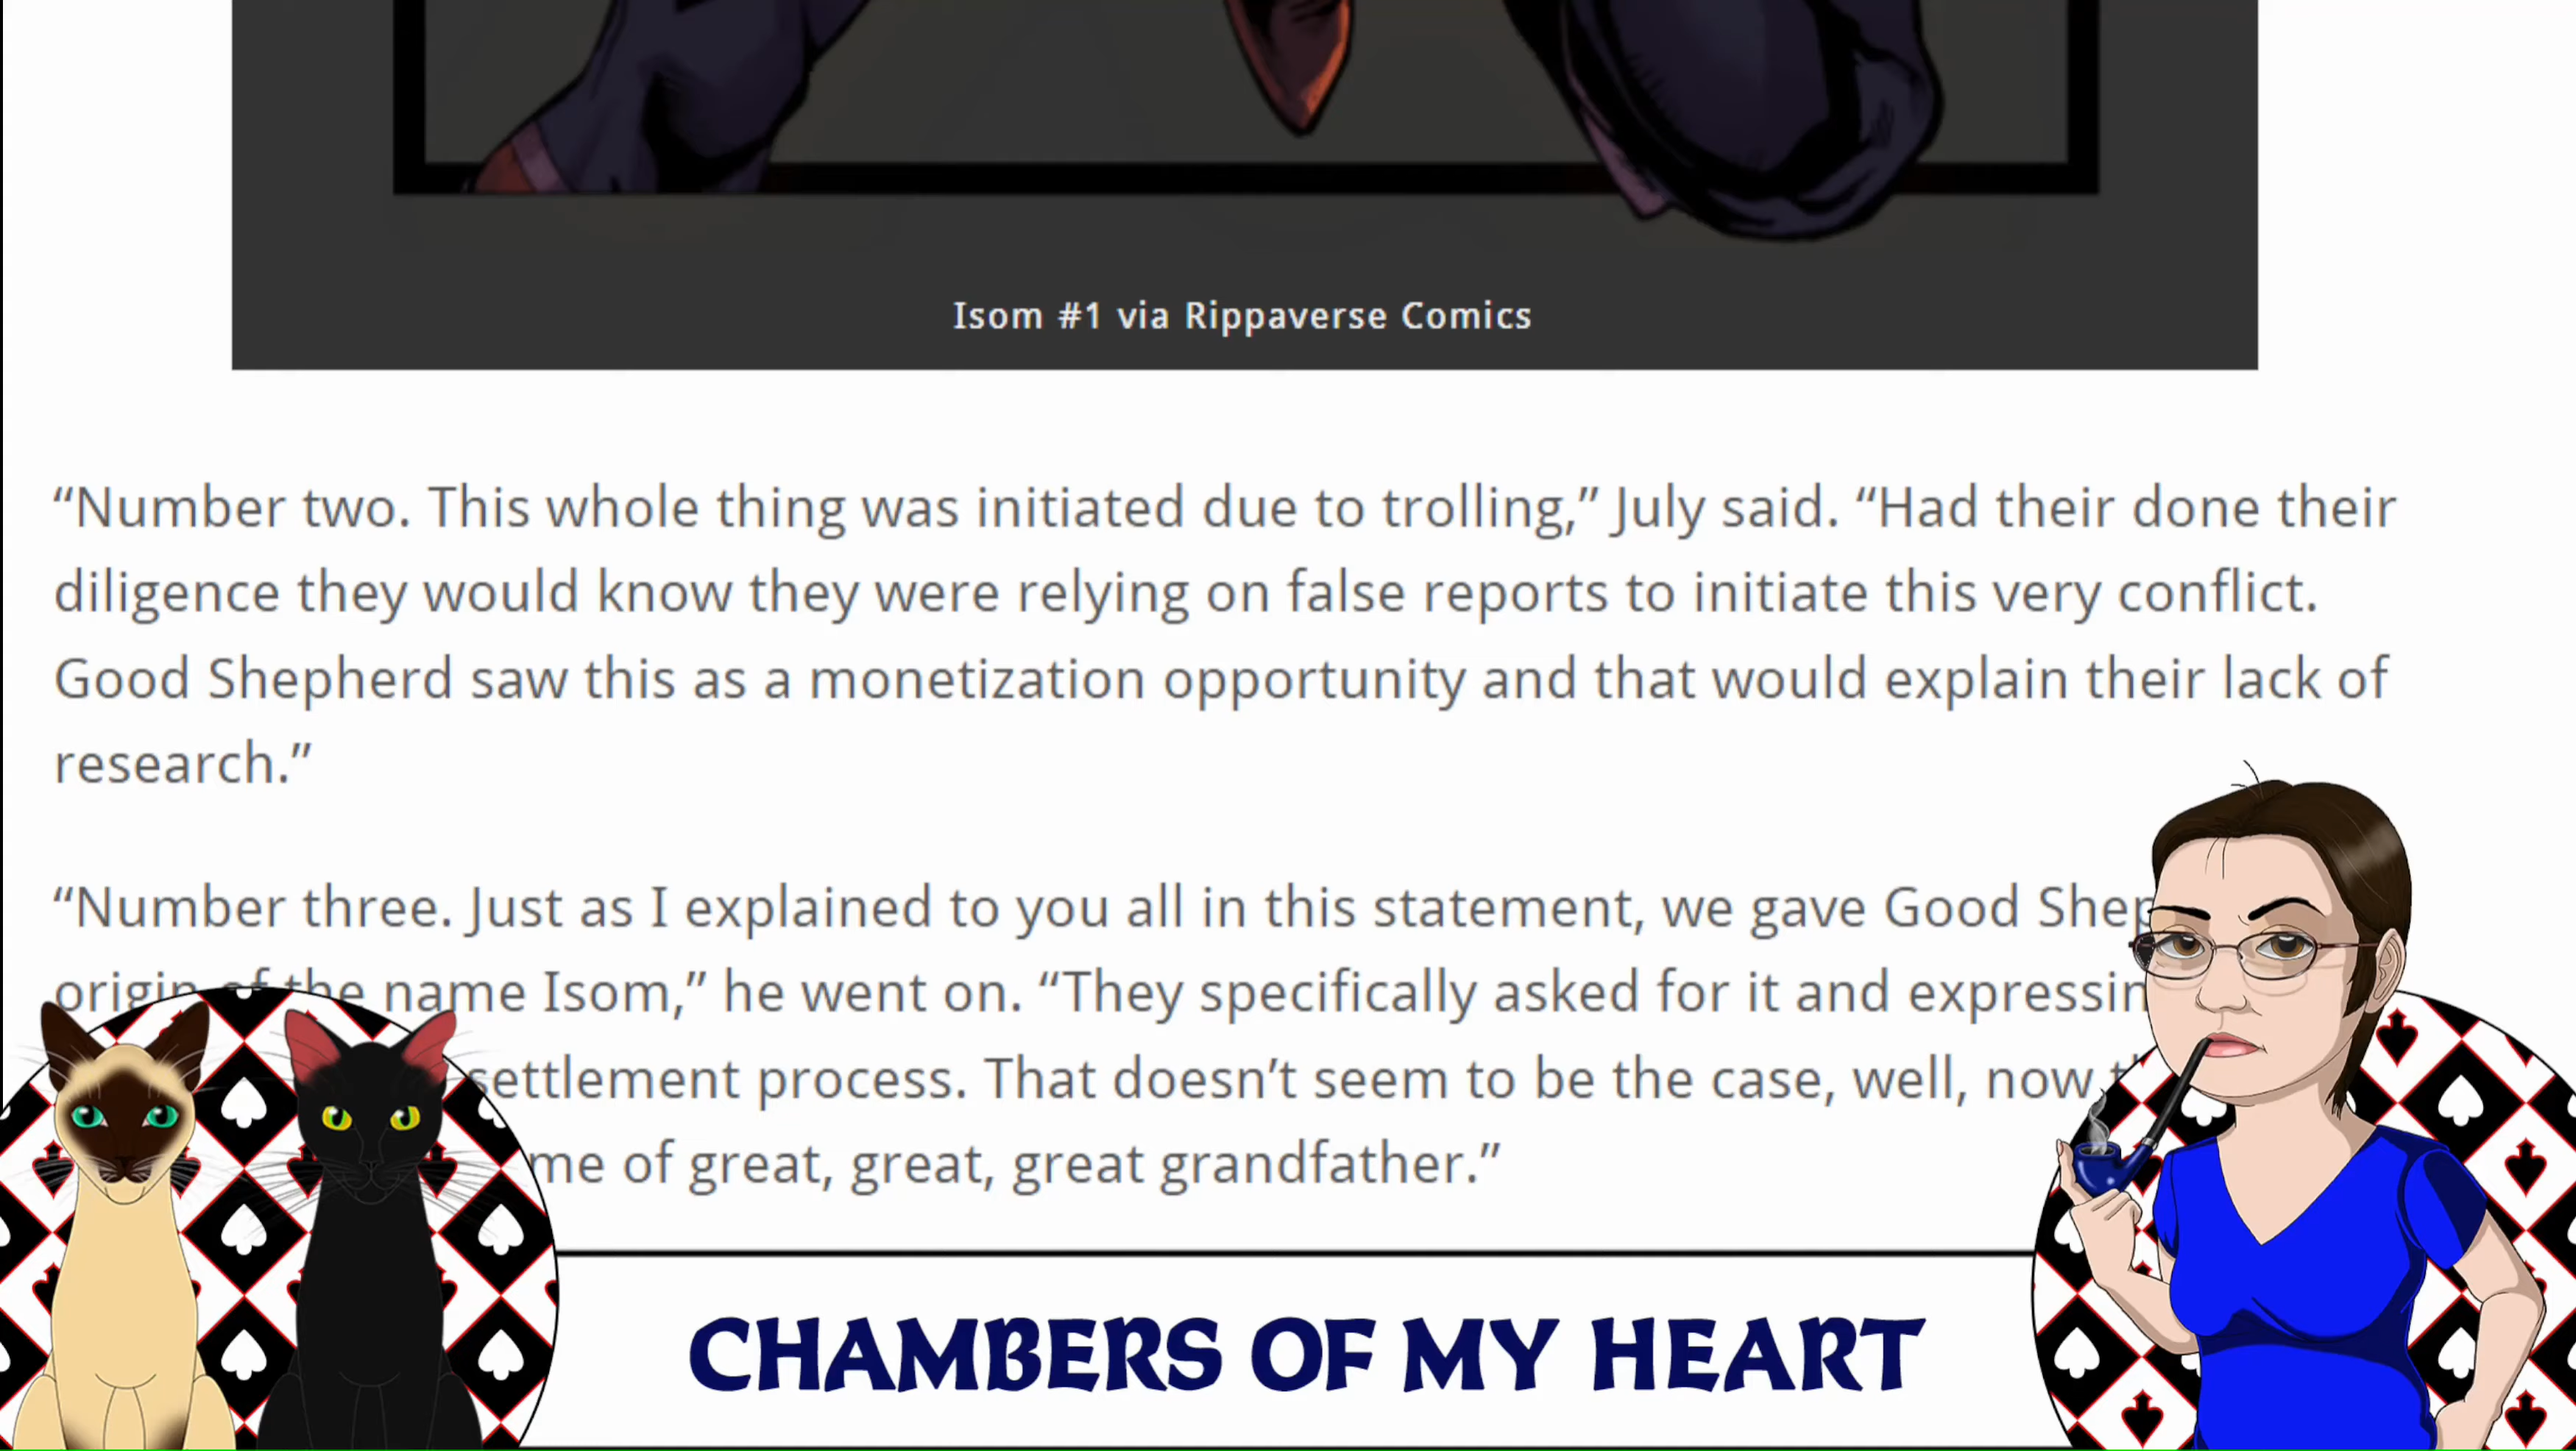 Isom #1 via Rippaverse Comics
“Number two. This whole thing was initiated due to trolling,” July said. “Had their done their
diligence they would know they were relying on false reports to initiate this very conflict.
Good Shepherd saw this as a monetization opportunity and that would explain their lack of
research.”
“Number three. Just as I explained to you all in this statement, we gave Good
origin of the name Isom,” he went on. “They specifically asked for it and
settlement process. That doesn’t seem to be the case, well, now
of great, great, great grandfather.”
CHAMBERS OF MY HEART